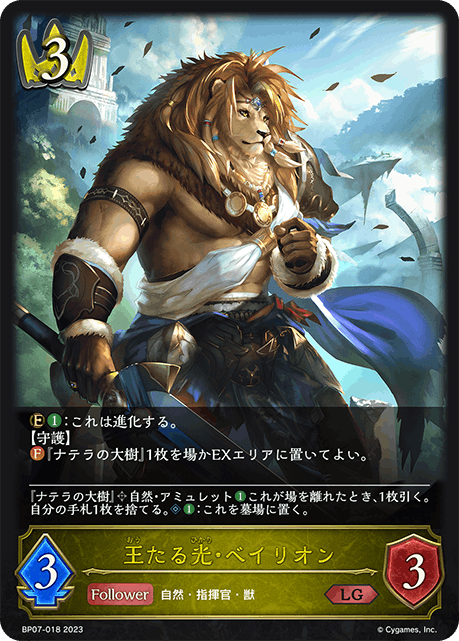 3
E 1：これは進化する。
【守護】
F『ナテラの大樹』1枚を場かEXエリアに置いてよい。
『ナテラの大樹』自然・アミュレット 1 これが場を離れたとき、1枚引く。
自分の手札1枚を捨てる。 1：これを墓場に置く。
おう ひかり
王たる光・ベイリオン
3
Follower 自然・指揮官・獣 LG
3
BP07-018 2023
© Cygames, Inc.